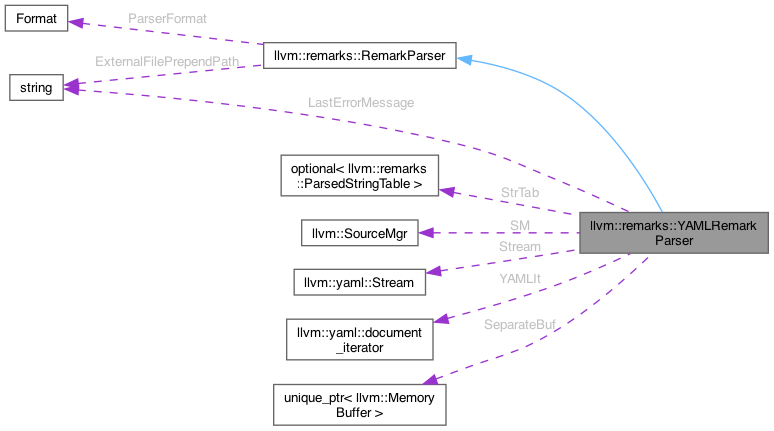 Format
ParserFormat
llvm::remarks::RemarkParser
ExternalFilePrependPath
string
LastErrorMessage
optional< llvm::remarks
::ParsedStringTable >
StrTab
llvm::remarks::YAMLRemark
Parser
llvm::SourceMgr
SM
Stream
llvm::yaml::Stream
YAMLIt
llvm::yaml::document
_iterator
SeparateBuf
unique_ptr< llvm::Memory
Buffer >